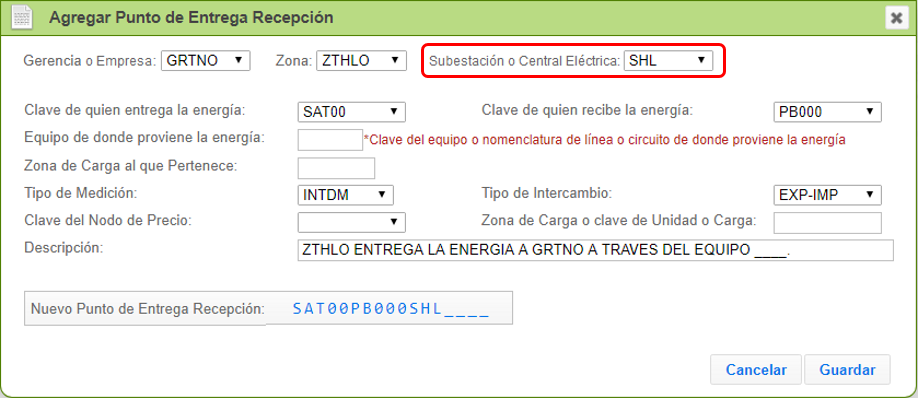 Agregar Punto de Entrega Recepción
Gerencia o Empresa: GRTNO Zona: ZTHLO Subestación o Central Eléctrica: SHL
Clave de quien entrega la energía: SAT00 Clave de quien recibe la energía: PB000
Equipo de donde proviene la energía: *Clave del equipo o nomenclatura de línea o circuito de donde proviene la energía
Zona de Carga al que Pertenece:
Tipo de Medición: INTDM Tipo de Intercambio: EXP-IMP
Clave del Nodo de Precio: Zona de Carga o clave de Unidad o Carga:
Descripción: ZTHLO ENTREGA LA ENERGIA A GRTNO A TRAVES DEL EQUIPO ____.
Nuevo Punto de Entrega Recepción: SAT00PB000SHL____
Cancelar Guardar